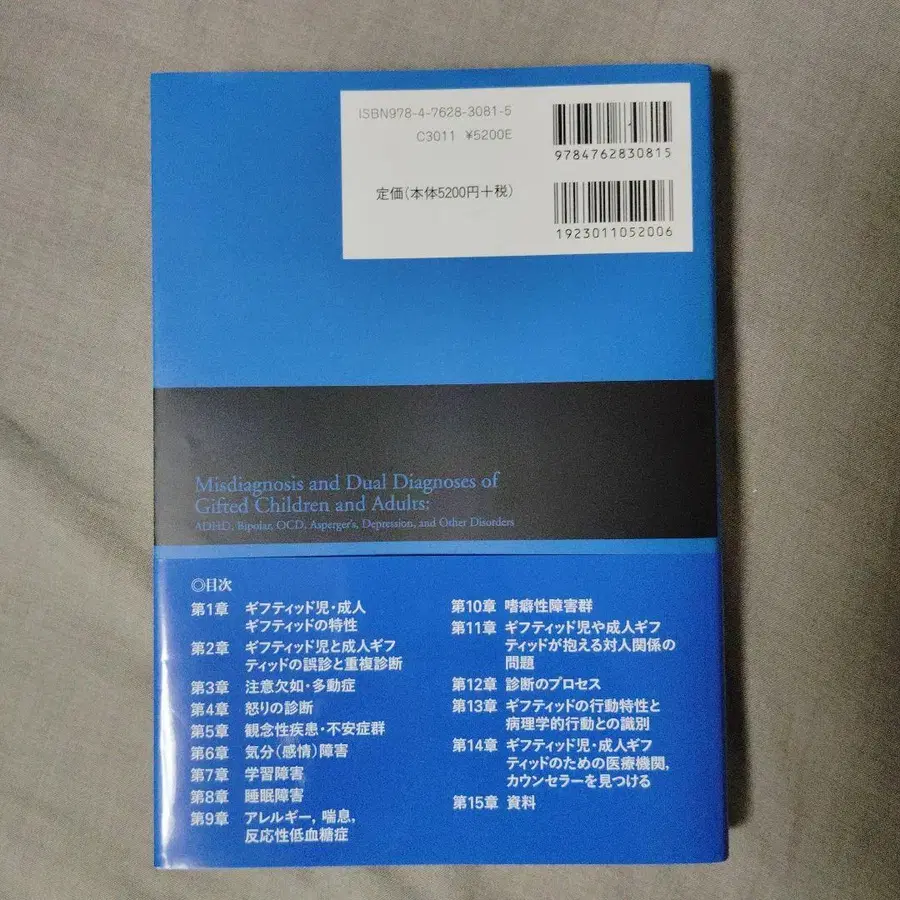 ISBN978-4-7628-3081-5
C3011 ¥5200E
定価(本体5200円+税)
9784762830815
1923011052006
Misdiagnosis and Dual Diagnoses of
Gifted Children and Adults:
ADHD, Bipolar, OCD, Asperger's, Depression, and Other Disorders
◎目次
第1章 ギフティッド児・成人
ギフティッドの特性
第2章 ギフティッド児と成人ギフ
ティッドの誤診と重複診断
第3章 注意欠如・多動症
第4章 怒りの診断
第5章 観念性疾患・不安症群
第6章 気分(感情)障害
第7章 学習障害
第8章 睡眠障害
第9章 アレルギー,喘息,
反応性低血糖症
第10章 嗜癖性障害群
第11章 ギフティッド児や成人ギフ
ティッドが抱える対人関係の
問題
第12章 診断のプロセス
第13章 ギフティッドの行動特性と
病理学的行動との識別
第14章 ギフティッド児・成人ギフ
ティッドのための医療機関,
カウンセラーを見つける
第15章 資料